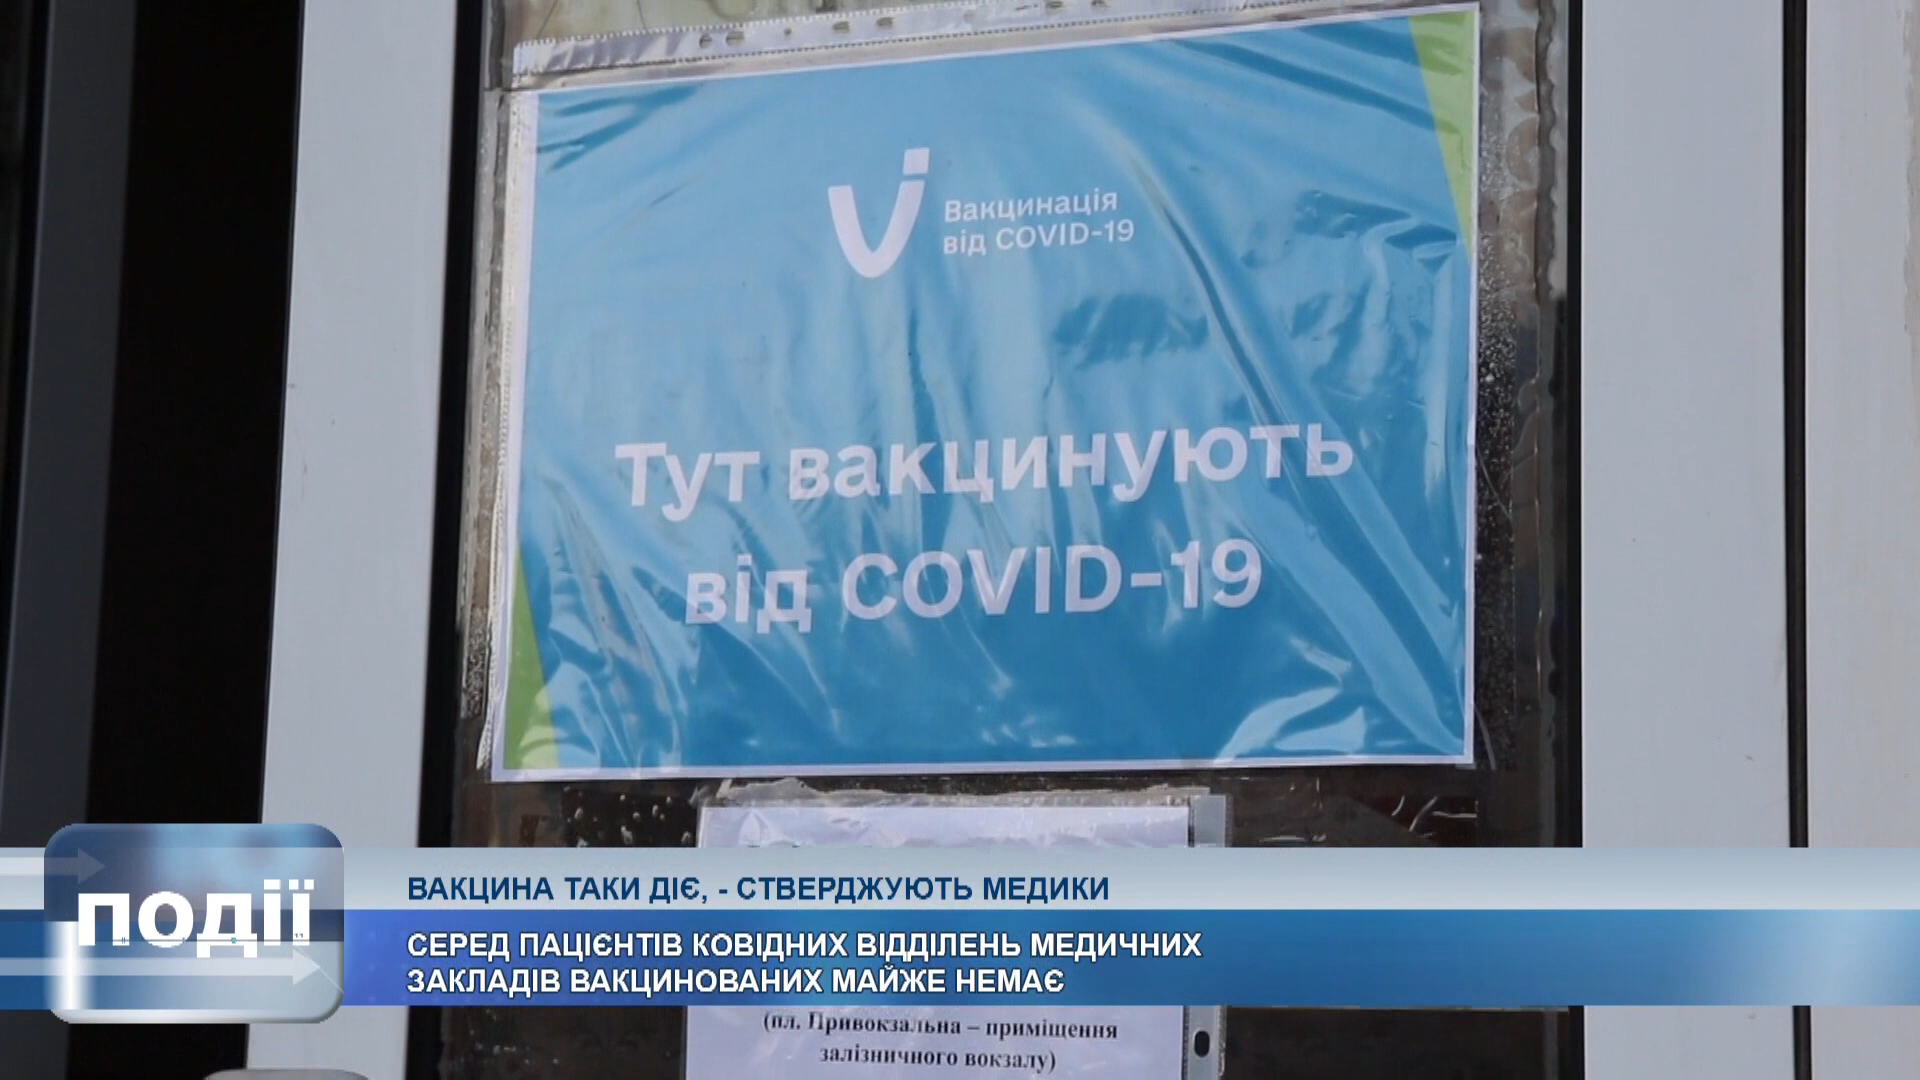 Вакцинація
від COVID-19
Тут вакцинують
від COVID-19
події
ВАКЦИНА ТАКИ ДІЄ, - СТВЕРДЖУЮТЬ МЕДИКИ
СЕРЕД ПАЦІЄНТІВ КОВІДНИХ ВІДДІЛЕНЬ МЕДИЧНИХ
ЗАКЛАДІВ ВАКЦИНОВАНИХ МАЙЖЕ НЕМАЄ
(пл. Привокзальна – приміщення
залізничного вокзалу)